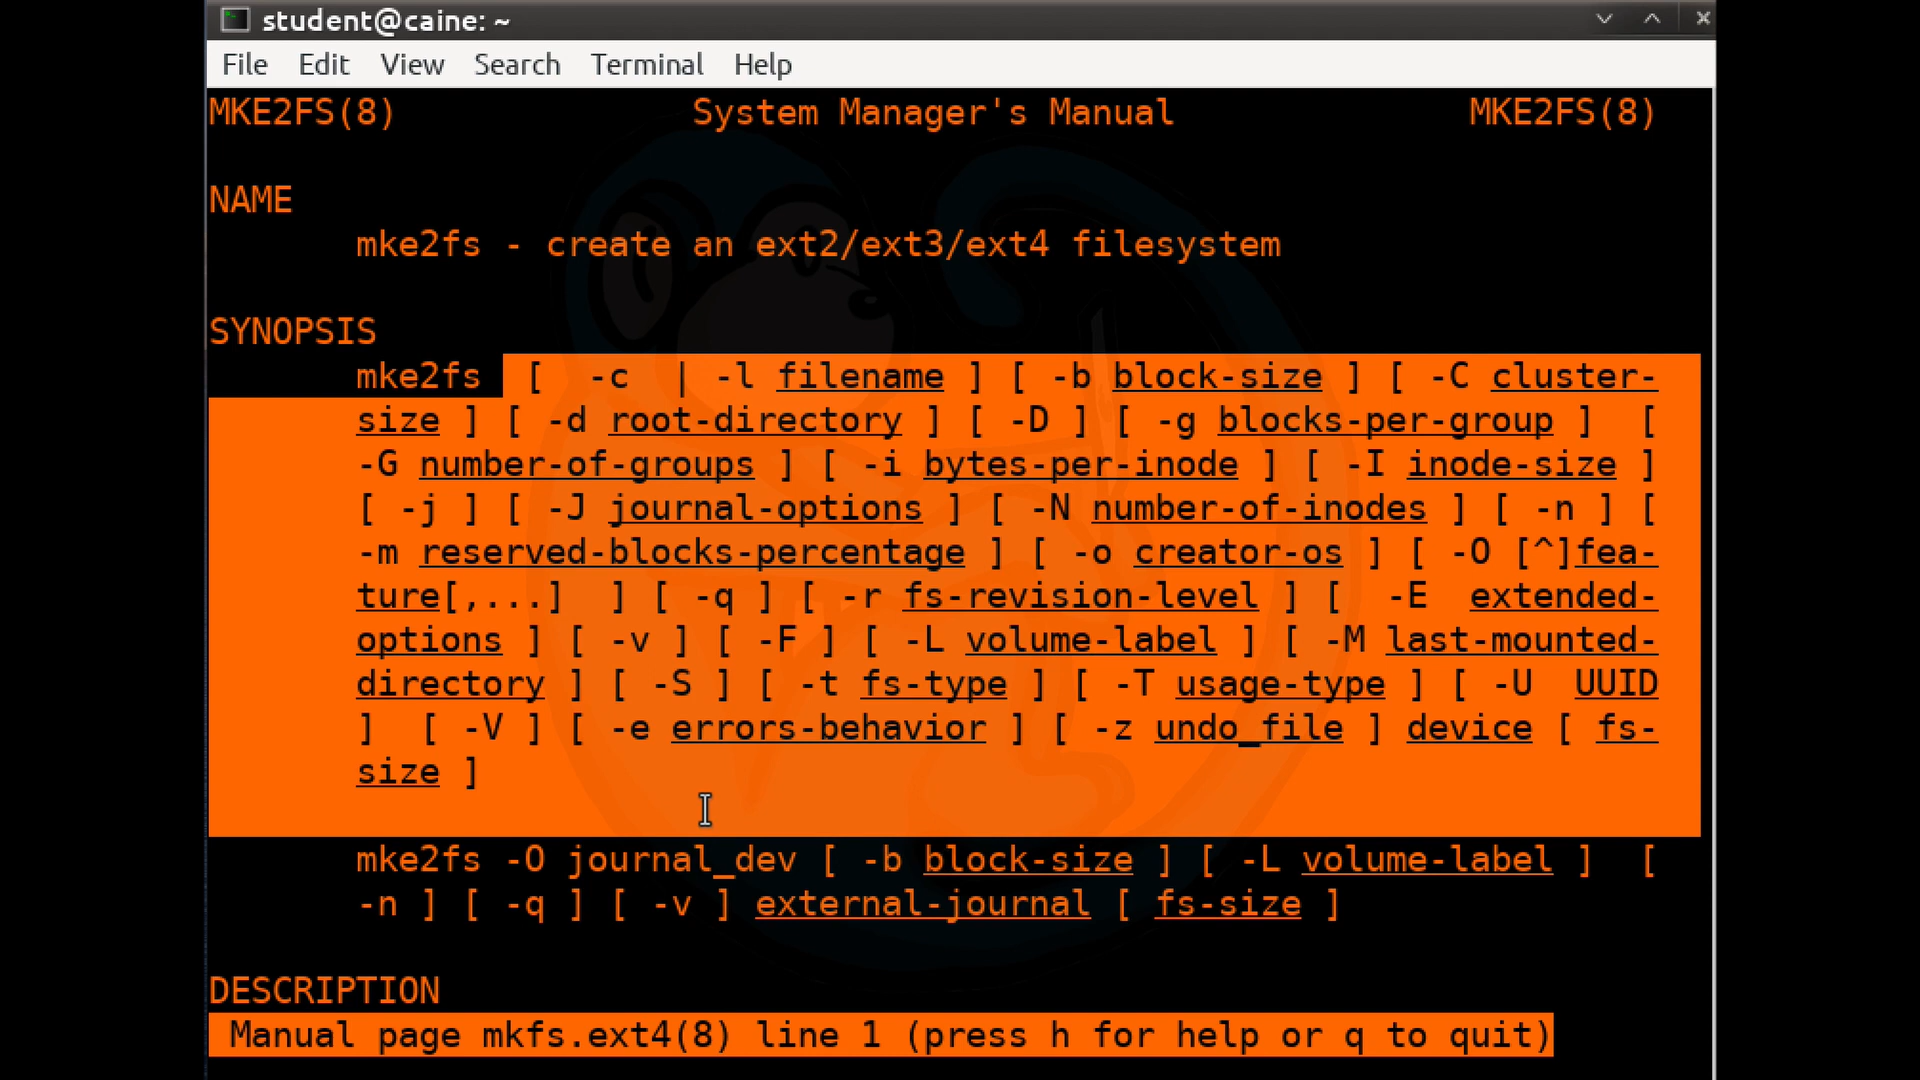 student@caine: ~
File Edit View Search Terminal Help
MKE2FS(8) System Manager's Manual MKE2FS(8)
NAME
mke2fs - create an ext2/ext3/ext4 filesystem
SYNOPSIS
mke2fs [ -c | -l filename ] [ -b block-size ] [ -C cluster-
size ] [ -d root-directory ] [ -D ] [ -g blocks-per-group ] [
-G number-of-groups ] [ -i bytes-per-inode ] [ -I inode-size ]
[ -j ] [ -J journal-options ] [ -N number-of-inodes ] [ -n ] [
-m reserved-blocks-percentage ] [ -o creator-os ] [ -O [^]fea-
ture[,...] ] [ -q ] [ -r fs-revision-level ] [ -E extended-
options ] [ -v ] [ -F ] [ -L volume-label ] [ -M last-mounted-
directory ] [ -S ] [ -t fs-type ] [ -T usage-type ] [ -U UUID
] [ -V ] [ -e errors-behavior ] [ -z undo_file ] device [ fs-
size ]
mke2fs -O journal_dev [ -b block-size ] [ -L volume-label ] [
-n ] [ -q ] [ -v ] external-journal [ fs-size ]
DESCRIPTION
Manual page mkfs.ext4(8) line 1 (press h for help or q to quit)